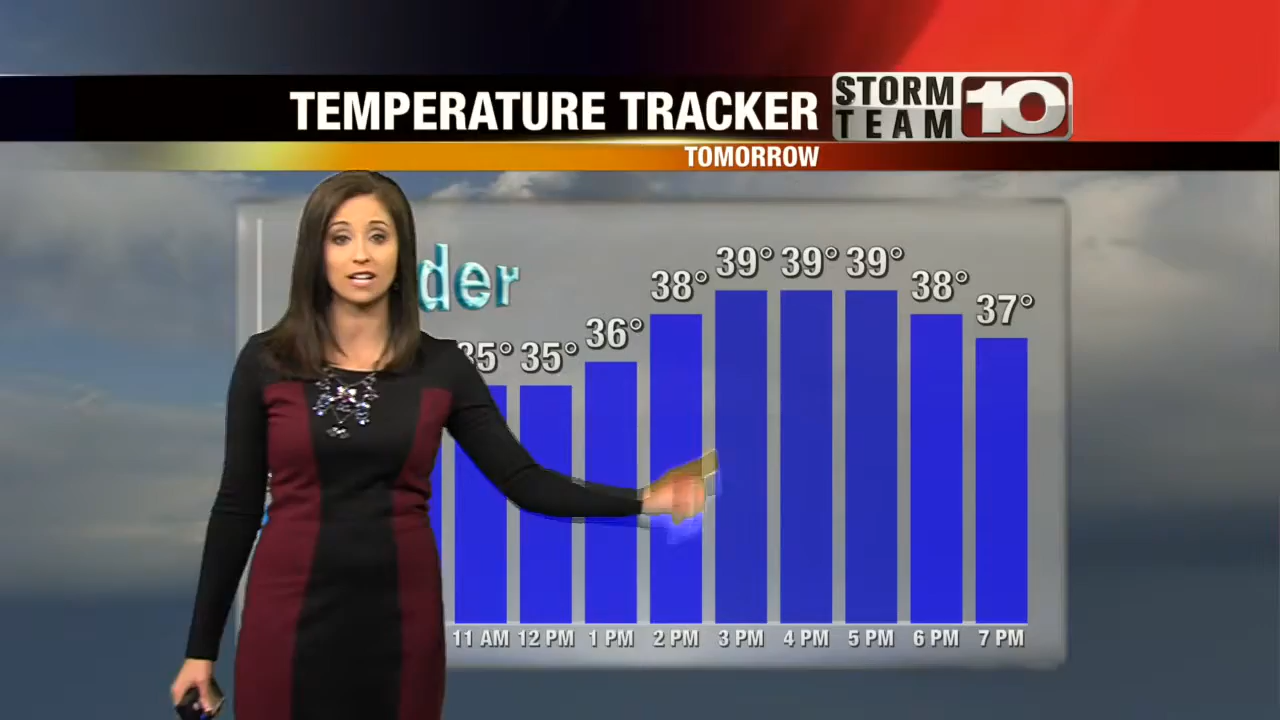 TEMPERATURE TRACKER
STORM TEAM 10
TOMORROW
der
35° 35° 36° 38° 39° 39° 39° 38° 37°
11 AM 12 PM 1 PM 2 PM 3 PM 4 PM 5 PM 6 PM 7 PM